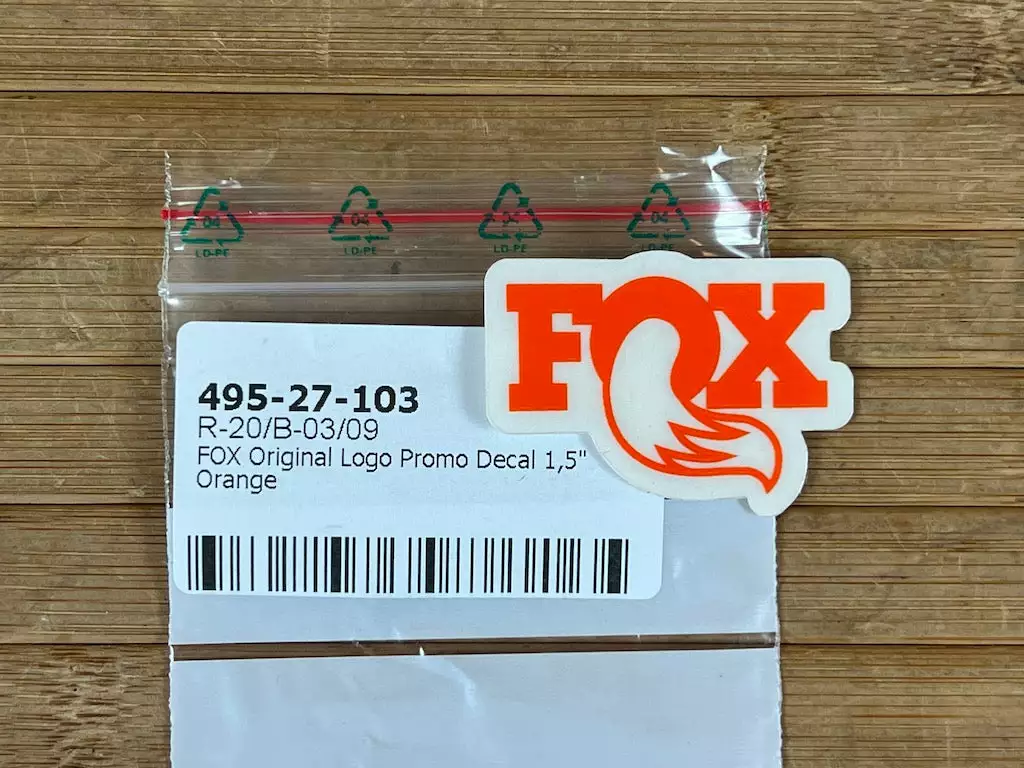 04 04 04 04
LD-PE LD-PE LD-PE LD-PE
FOX
495-27-103
R-20/B-03/09
FOX Original Logo Promo Decal 1,5"
Orange